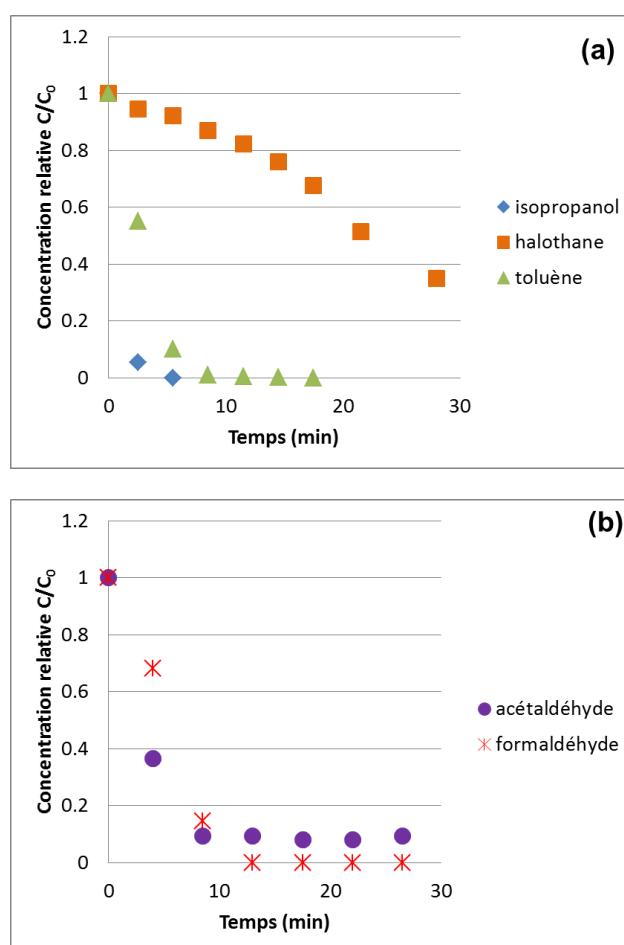 (a)
Concentration relative C/C₀
1.2
1
0.8
0.6
0.4
0.2
0
0
10
20
30
Temps (min)
isopropanol
halothane
toluène
(b)
Concentration relative C/C₀
1.2
1
0.8
0.6
0.4
0.2
0
0
10
20
30
Temps (min)
acétaldéhyde
formaldéhyde